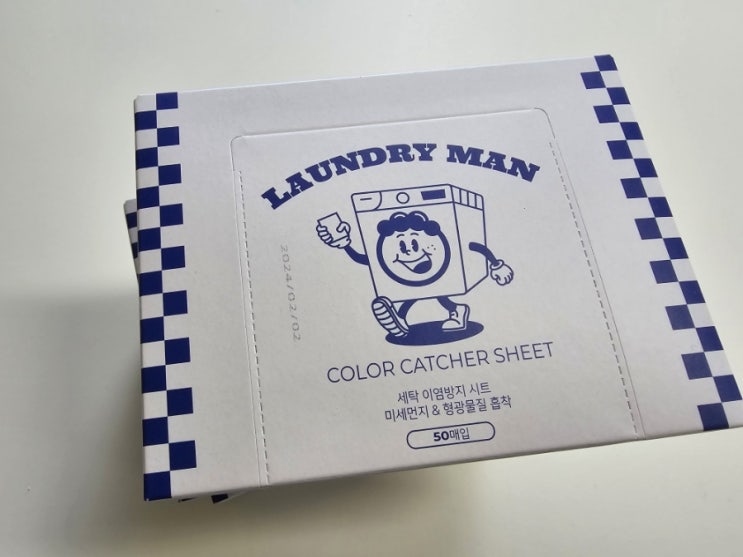 LAUNDRY MAN
2024/02/02
COLOR CATCHER SHEET
세탁 이염방지 시트
미세먼지 & 형광물질 흡착
50매입